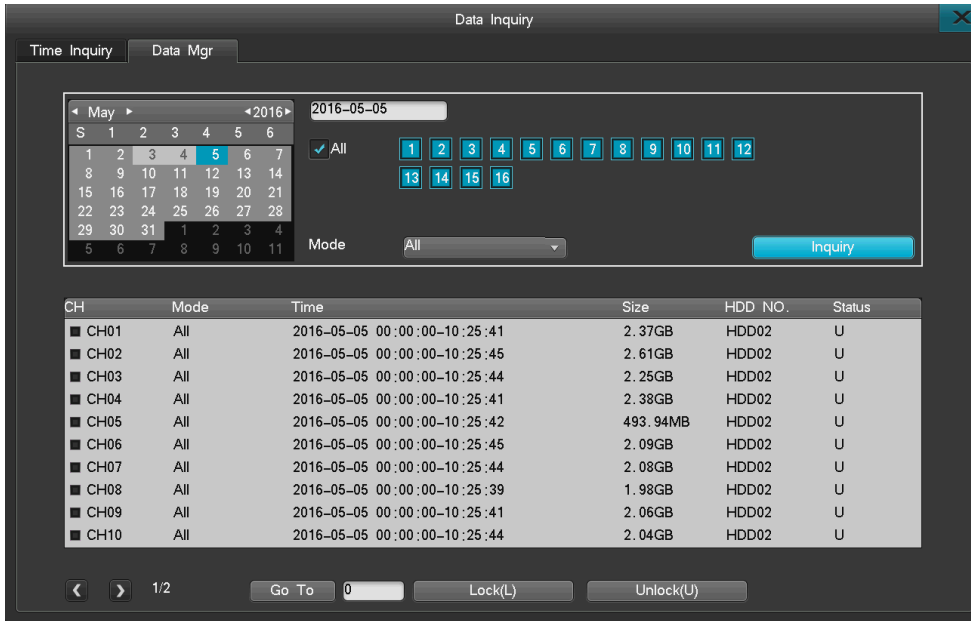 Data Inquiry
Time Inquiry Data Mgr
May 2016
2016-05-05
S 1 2 3 4 5 6
1 2 3 4 5 6 7
All 1 2 3 4 5 6 7 8 9 10 11 12
8 9 10 11 12 13 14
13 14 15 16
15 16 17 18 19 20 21
22 23 24 25 26 27 28
29 30 31 1 2 3 4
5 6 7 8 9 10 11
Mode All Inquiry
CH Mode Time Size HDD NO. Status
CH01 All 2016-05-05 00:00:00-10:25:41 2.37GB HDD02 U
CH02 All 2016-05-05 00:00:00-10:25:45 2.61GB HDD02 U
CH03 All 2016-05-05 00:00:00-10:25:44 2.25GB HDD02 U
CH04 All 2016-05-05 00:00:00-10:25:41 2.38GB HDD02 U
CH05 All 2016-05-05 00:00:00-10:25:42 493.94MB HDD02 U
CH06 All 2016-05-05 00:00:00-10:25:45 2.09GB HDD02 U
CH07 All 2016-05-05 00:00:00-10:25:44 2.08GB HDD02 U
CH08 All 2016-05-05 00:00:00-10:25:39 1.98GB HDD02 U
CH09 All 2016-05-05 00:00:00-10:25:41 2.06GB HDD02 U
CH10 All 2016-05-05 00:00:00-10:25:44 2.04GB HDD02 U
1/2 Go To 0 Lock(L) Unlock(U)